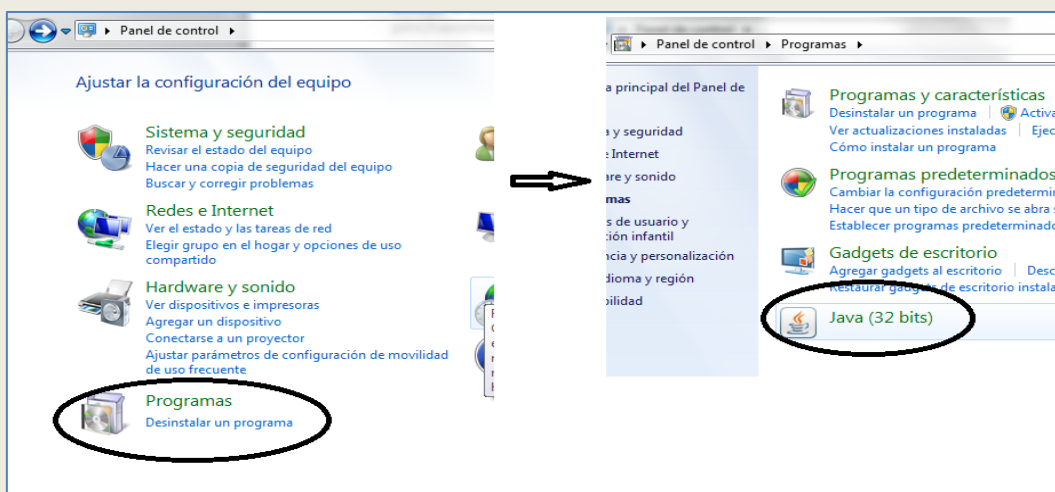 Panel de control
Ajustar la configuración del equipo
Sistema y seguridad
Revisar el estado del equipo
Hacer una copia de seguridad del equipo
Buscar y corregir problemas
Redes e Internet
Ver el estado y las tareas de red
Elegir grupo en el hogar y opciones de uso
compartido
Hardware y sonido
Ver dispositivos e impresoras
Agregar un dispositivo
Conectarse a un proyector
Ajustar parámetros de configuración de movilidad
de uso frecuente
Programas
Desinstalar un programa
Panel de control Programas
a principal del Panel de
a y seguridad
e Internet
are y sonido
mas
s de usuario y
ción infantil
ncia y personalización
dioma y región
bilidad
Programas y características
Desinstalar un programa Activa
Ver actualizaciones instaladas Ejec
Cómo instalar un programa
Programas predeterminados
Cambiar la configuración predetermin
Hacer que un tipo de archivo se abra s
Establecer programas predeterminado
Gadgets de escritorio
Agregar gadgets al escritorio Desc
Restaurar gadgets de escritorio instala
Java (32 bits)